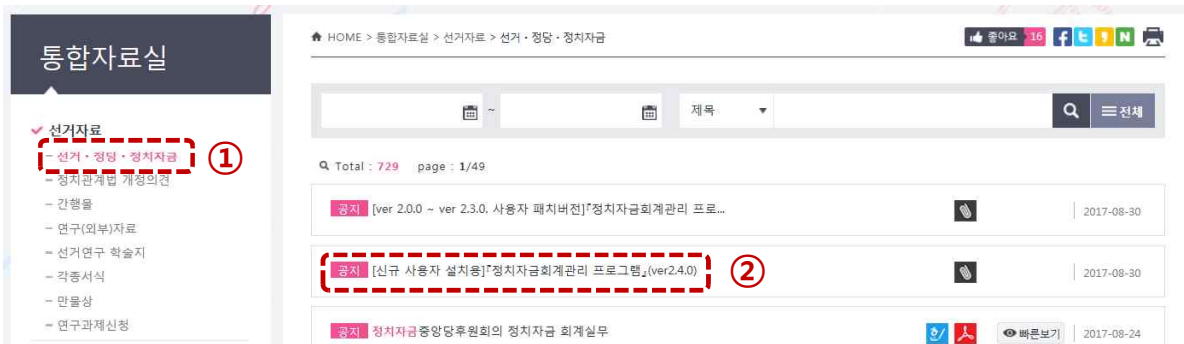 통합자료실
선거자료
- 선거・정당・정치자금
①
- 정치관계법 개정의견
- 간행물
- 연구(외부)자료
- 선거연구 학술지
- 각종서식
- 만물상
- 연구과제신청
HOME > 통합자료실 > 선거자료 > 선거・정당・정치자금
좋아요 16
f
N
~
제목
전체
Total : 729 page : 1/49
공지 [ver 2.0.0 ~ ver 2.3.0. 사용자 패치버전]『정치자금회계관리 프로...
2017-08-30
공지 [신규 사용자 설치용]『정치자금회계관리 프로그램』(ver2.4.0)
②
2017-08-30
공지 정치자금중앙당후원회의 정치자금 회계실무
빠른보기
2017-08-24